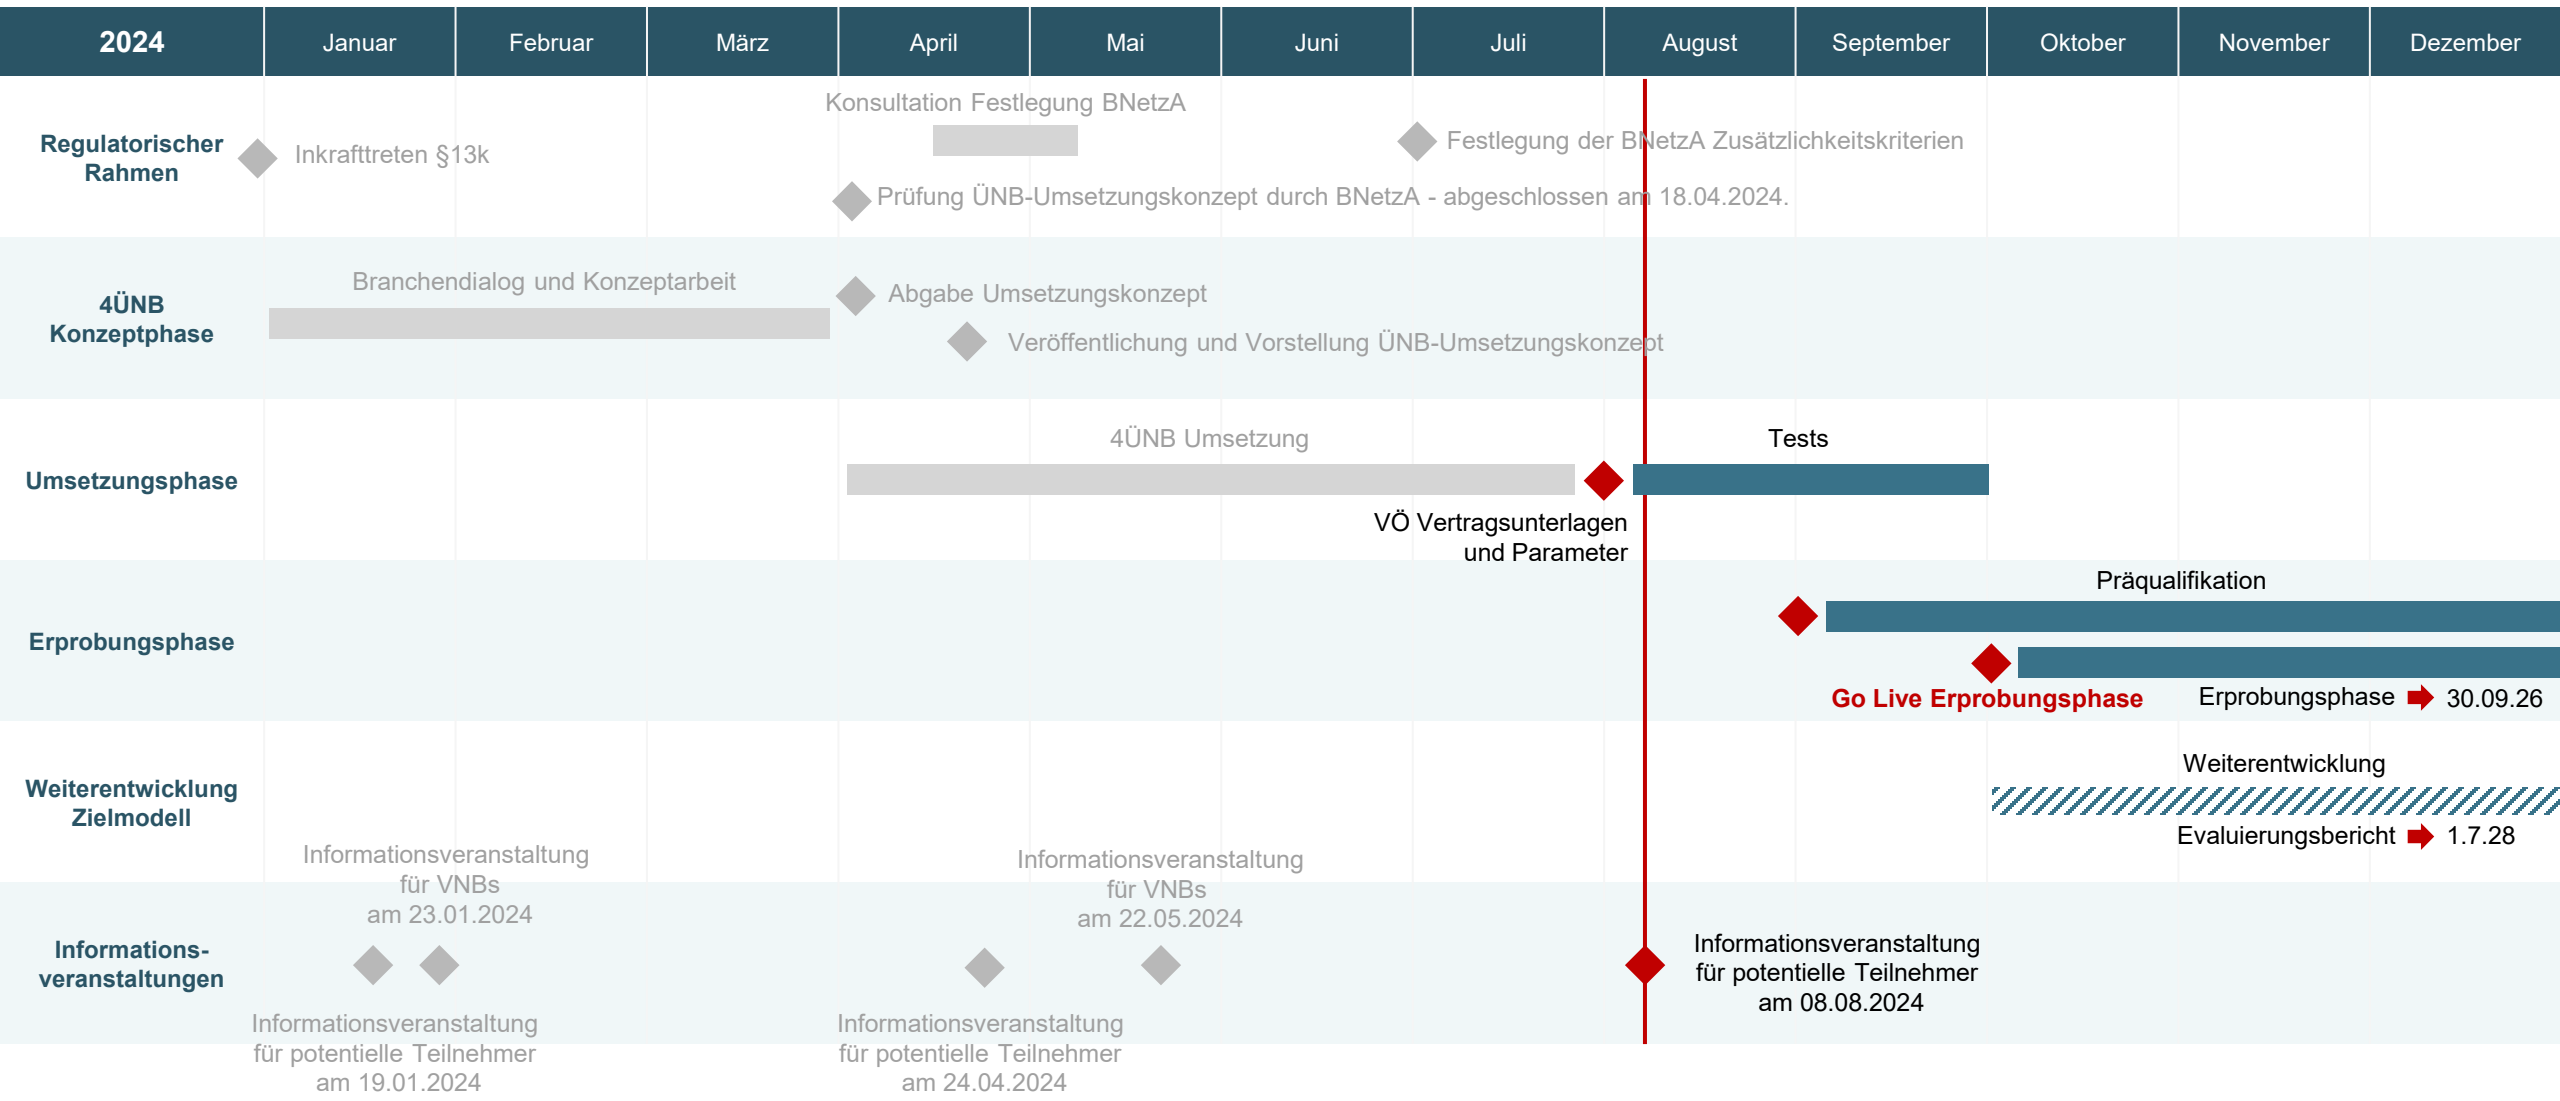 2024
Januar
Februar
März
April
Mai
Juni
Juli
August
September
Oktober
November
Dezember
Regulatorischer
Rahmen
Inkrafttreten §13k
Konsultation Festlegung BNetzA
Festlegung der BNetzA Zusätzlichkeitskriterien
Prüfung ÜNB-Umsetzungskonzept durch BNetzA - abgeschlossen am 18.04.2024.
4ÜNB
Konzeptphase
Branchendialog und Konzeptarbeit
Abgabe Umsetzungskonzept
Veröffentlichung und Vorstellung ÜNB-Umsetzungskonzept
Umsetzungsphase
4ÜNB Umsetzung
Tests
VÖ Vertragsunterlagen
und Parameter
Erprobungsphase
Präqualifikation
Go Live Erprobungsphase
Erprobungsphase
30.09.26
Weiterentwicklung
Zielmodell
Weiterentwicklung
Evaluierungsbericht
1.7.28
Informations-
veranstaltungen
Informationsveranstaltung
für VNBs
am 23.01.2024
Informationsveranstaltung
für VNBs
am 22.05.2024
Informationsveranstaltung
für potentielle Teilnehmer
am 08.08.2024
Informationsveranstaltung
für potentielle Teilnehmer
am 19.01.2024
Informationsveranstaltung
für potentielle Teilnehmer
am 24.04.2024